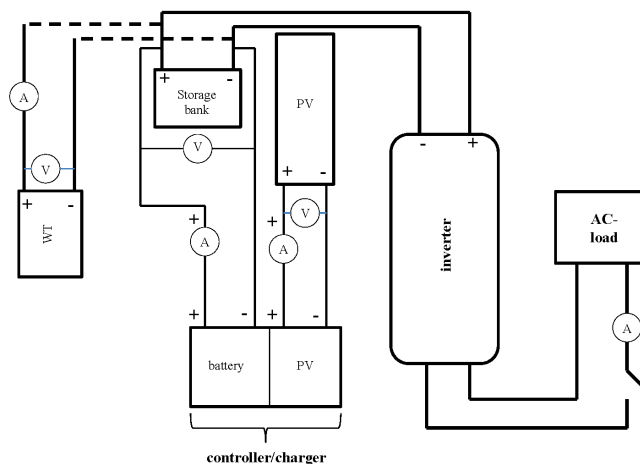 + -
Storage
bank
A
PV
V
V
- +
+ -
+ -
WT
V
+
+
A
A
inverter
AC-
load
+ - + -
A
battery
PV
controller/charger